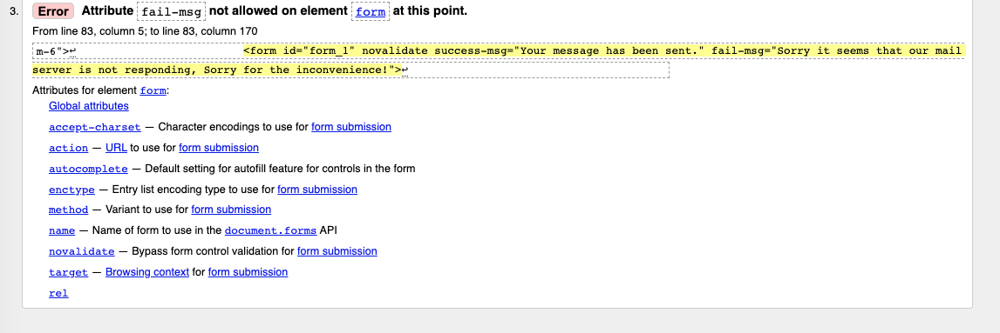 3. Error Attribute fail-msg not allowed on element form at this point.
From line 83, column 5; to line 83, column 170
m-6">↩ <form id="form_1" novalidate success-msg="Your message has been sent." fail-msg="Sorry it seems that our mail
server is not responding, Sorry for the inconvenience!">↩
Attributes for element form:
Global attributes
accept-charset — Character encodings to use for form submission
action — URL to use for form submission
autocomplete — Default setting for autofill feature for controls in the form
enctype — Entry list encoding type to use for form submission
method — Variant to use for form submission
name — Name of form to use in the document.forms API
novalidate — Bypass form control validation for form submission
target — Browsing context for form submission
rel